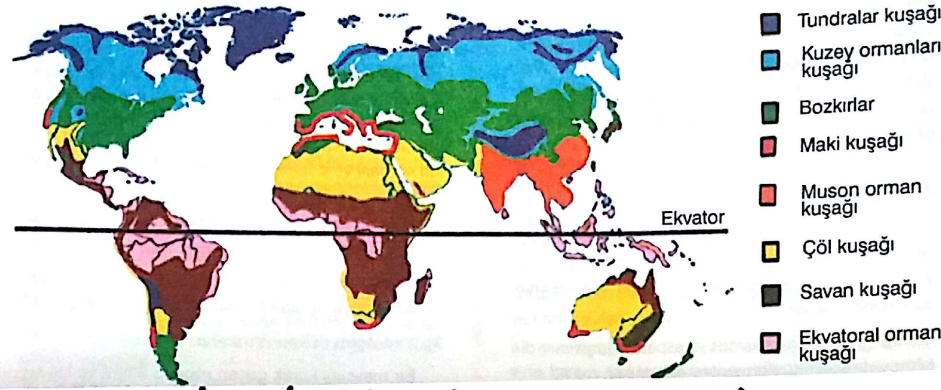 Tundralar kuşağı
Kuzey ormanları
kuşağı
Bozkırlar
Maki kuşağı
Muson orman
kuşağı
Ekvator
Çöl kuşağı
Savan kuşağı
Ekvatoral orman
kuşağı